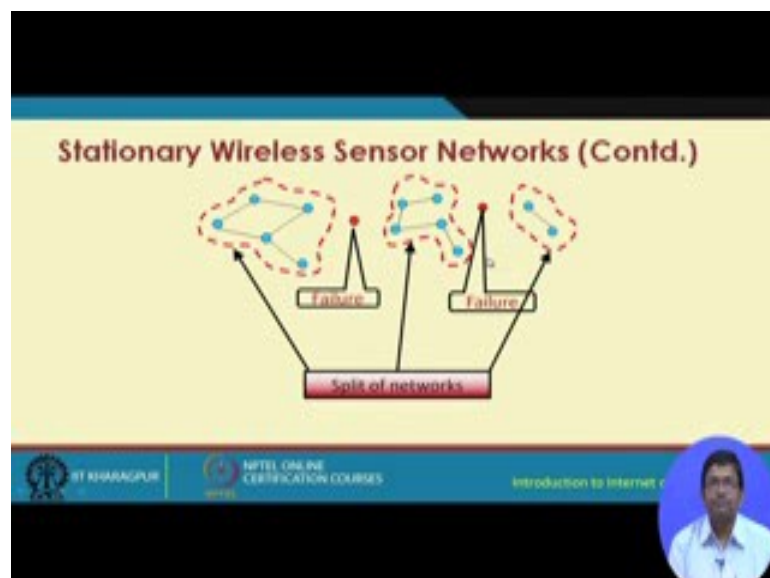 Stationary Wireless Sensor Networks (Contd.)
Failure
Failure
Split of networks
IIT KHARAGPUR
NPTEL ONLINE
CERTIFICATION COURSES
NPTEL
Introduction to Internet o